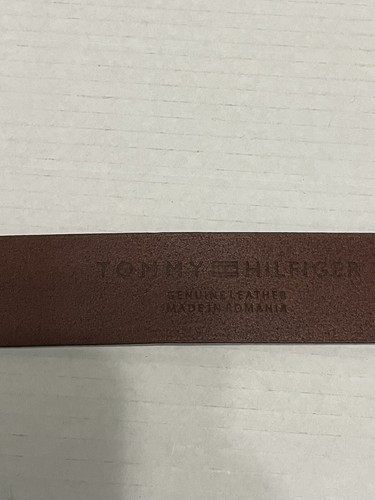 TOMMY HILFIGER
GENUINE LEATHER
MADE IN ROMANIA